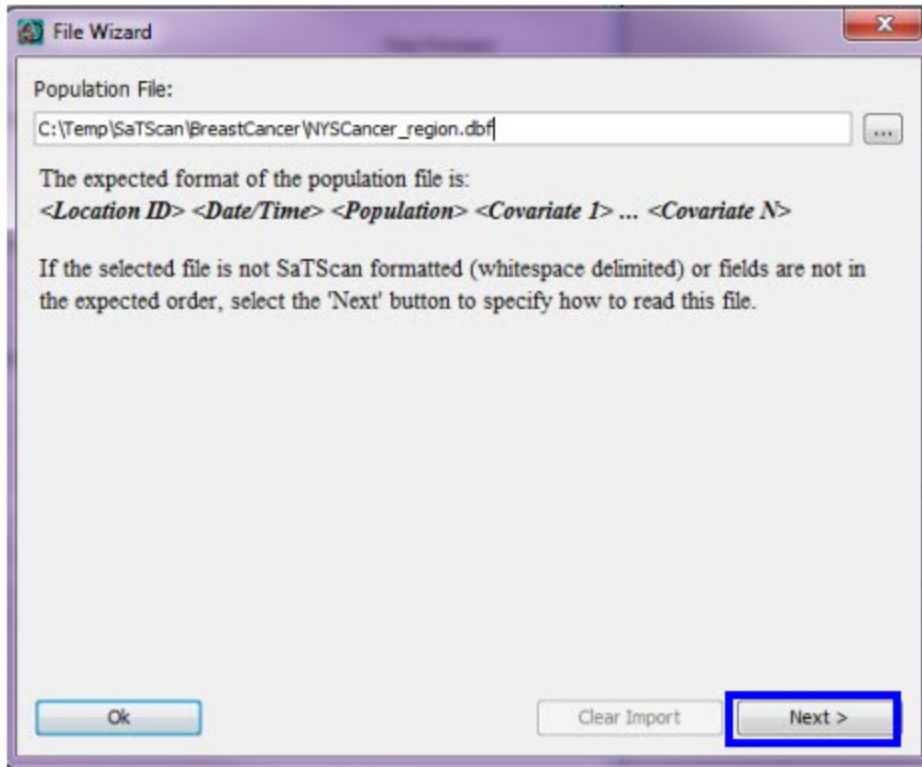 File Wizard
Population File:
C:\Temp\SaTScan\BreastCancer\NYSCancer_region.dbf
...
The expected format of the population file is:
<Location ID> <Date/Time> <Population> <Covariate 1> ... <Covariate N>
If the selected file is not SaTScan formatted (whitespace delimited) or fields are not in
the expected order, select the 'Next' button to specify how to read this file.
Ok
Clear Import
Next >